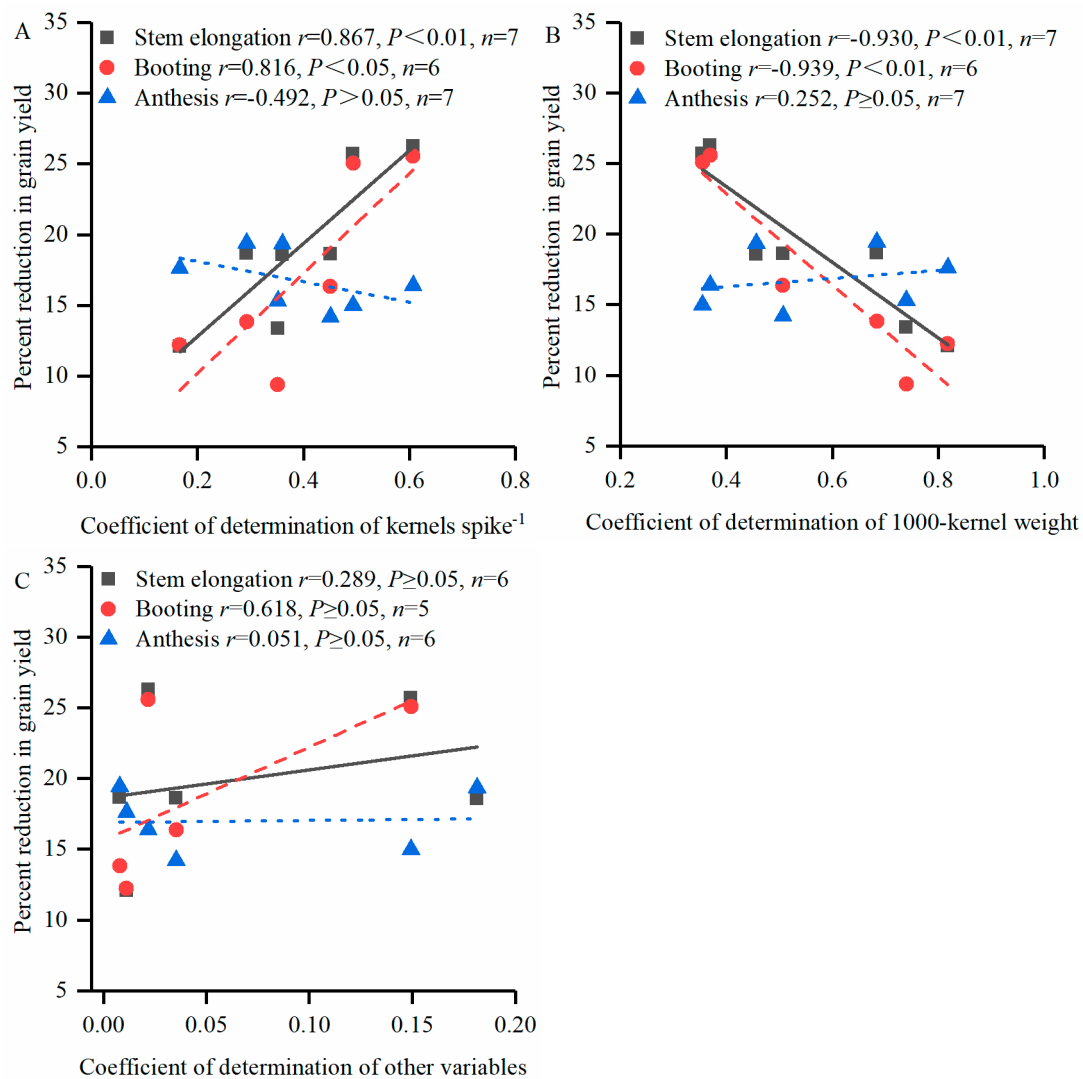 A
Stem elongation r=0.867, P＜0.01, n=7
Booting r=0.816, P＜0.05, n=6
Anthesis r=-0.492, P＞0.05, n=7
Percent reduction in grain yield
35
30
25
20
15
10
5
0.0 0.2 0.4 0.6 0.8
Coefficient of determination of kernels spike-1
B
Stem elongation r=-0.930, P＜0.01, n=7
Booting r=-0.939, P＜0.01, n=6
Anthesis r=0.252, P≥0.05, n=7
Percent reduction in grain yield
35
30
25
20
15
10
5
0.2 0.4 0.6 0.8 1.0
Coefficient of determination of 1000-kernel weight
C
Stem elongation r=0.289, P≥0.05, n=6
Booting r=0.618, P≥0.05, n=5
Anthesis r=0.051, P≥0.05, n=6
Percent reduction in grain yield
35
30
25
20
15
10
5
0.00 0.05 0.10 0.15 0.20
Coefficient of determination of other variables